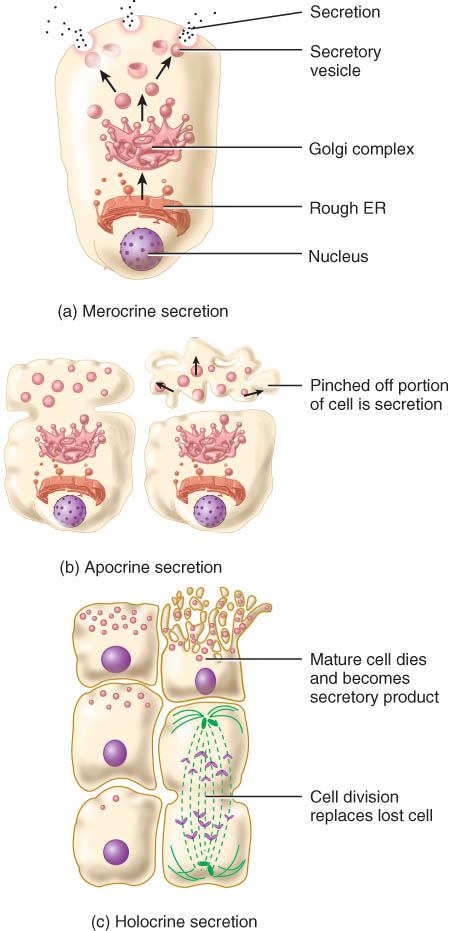 Secretion
Secretory
vesicle
Golgi complex
Rough ER
Nucleus
(a) Merocrine secretion
Pinched off portion
of cell is secretion
(b) Apocrine secretion
Mature cell dies
and becomes
secretory product
Cell division
replaces lost cell
(c) Holocrine secretion